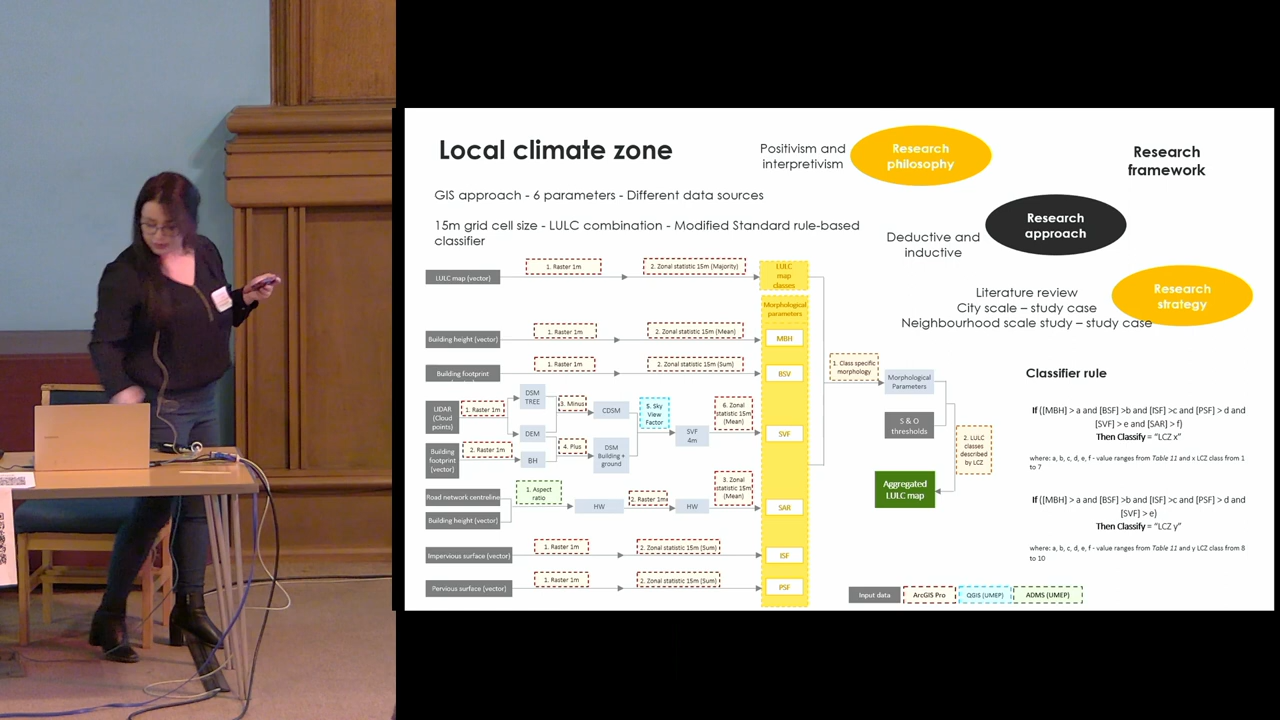 Local climate zone
GIS approach - 6 parameters - Different data sources
15m grid cell size - LULC combination - Modified Standard rule-based
classifier
Positivism and
interpretivism
Research
philosophy
Research
framework
Research
approach
Deductive and
inductive
Research
strategy
Literature review
City scale – study case
Neighbourhood scale study – study case
LULC map (vector)
1. Raster 1m
2. Zonal statistic 15m (Majority)
LULC
map
classes
Morphological
parameters
Building height (vector)
1. Raster 1m
2. Zonal statistic 15m (Mean)
MBH
Building footprint
1. Raster 1m
2. Zonal statistic 15m (Sum)
BSV
LIDAR
(Cloud
points)
1. Raster 1m
DSM
TREE
3. Minus
CDSM
5. Sky
View
Factor
6. Zonal
statistic 15m
(Mean)
DEM
SVF
4m
SVF
Building
footprint
(vector)
2. Raster 1m
BH
4. Plus
DSM
Building +
ground
Road network centreline
Building height (vector)
1. Aspect
ratio
HW
2. Raster 1m
HW
3. Zonal
statistic 15m
(Mean)
SAR
Impervious surface (vector)
1. Raster 1m
2. Zonal statistic 15m (Sum)
ISF
Pervious surface (vector)
1. Raster 1m
2. Zonal statistic 15m (Sum)
PSF
1. Class specific
morphology
Morphological
Parameters
S & O
thresholds
2. LULC
classes
described
by LCZ
Aggregated
LULC map
Classifier rule
If ([MBH] > a and [BSF] >b and [ISF] >c and [PSF] > d and
[SVF] > e and [SAR] > f)
Then Classify = "LCZ x"
where: a, b, c, d, e, f - value ranges from Table 11 and x LCZ class from 1
to 7
If ([MBH] > a and [BSF] >b and [ISF] >c and [PSF] > d and
[SVF] > e)
Then Classify = "LCZ y"
where: a, b, c, d, e, f - value ranges from Table 11 and y LCZ class from 8
to 10
Input data
ArcGIS Pro
QGIS (UMEP)
ADMS (UMEP)